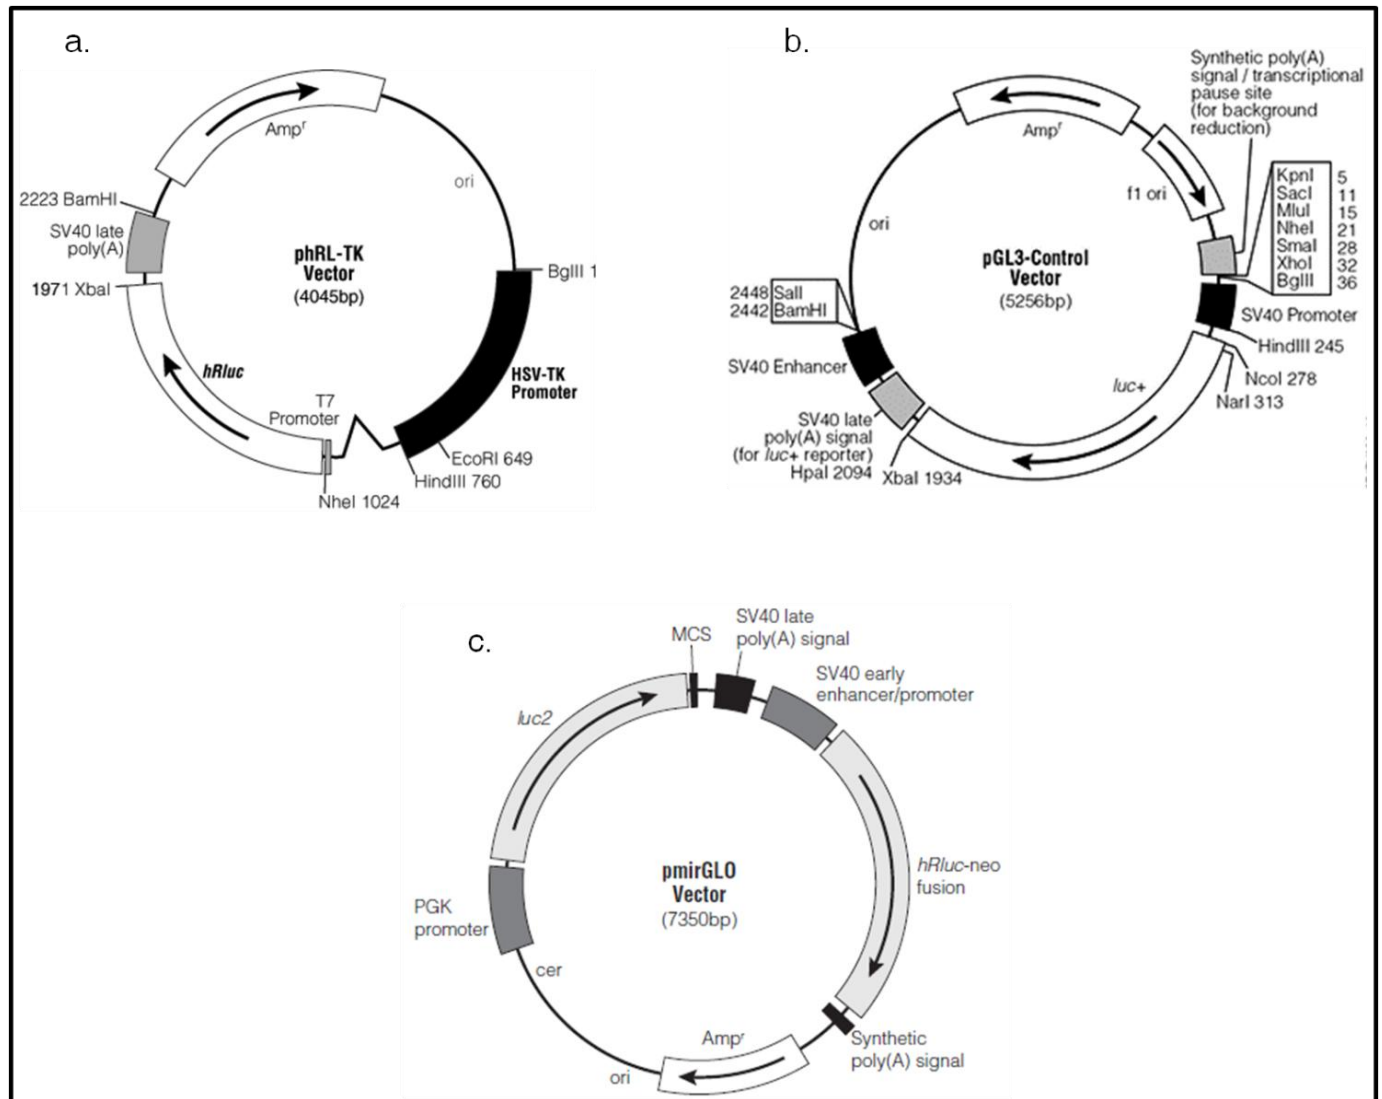 a.
Ampʳ
ori
2223 BamHI
SV40 late
poly(A)
1971 XbaI
phRL-TK
Vector
(4045bp)
BglII 1
hRluc
HSV-TK
Promoter
T7
Promoter
EcoRI 649
HindIII 760
NheI 1024
b.
Synthetic poly(A)
signal / transcriptional
pause site
(for background
reduction)
Ampʳ
f1 ori
KpnI 5
SacI 11
MluI 15
NheI 21
SmaI 28
XhoI 32
BglII 36
ori
pGL3-Control
Vector
(5256bp)
2448 SalI
2442 BamHI
SV40 Promoter
HindIII 245
SV40 Enhancer
NcoI 278
luc+
NarI 313
SV40 late
poly(A) signal
(for luc+ reporter)
HpaI 2094
XbaI 1934
c.
MCS
SV40 late
poly(A) signal
SV40 early
enhancer/promoter
luc2
pmirGLO
Vector
(7350bp)
hRluc-neo
fusion
PGK
promoter
cer
Ampʳ
Synthetic
poly(A) signal
ori